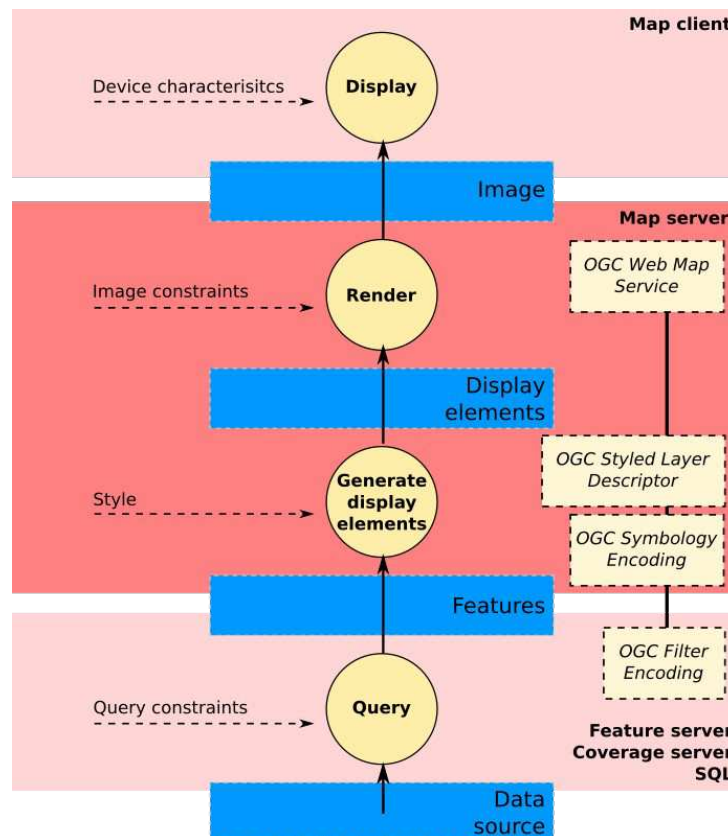 Map client
Device characterisitcs
Display
Image
Map server
OGC Web Map
Service
Image constraints
Render
Display
elements
OGC Styled Layer
Descriptor
Style
Generate
display
elements
OGC Symbology
Encoding
Features
OGC Filter
Encoding
Query constraints
Query
Feature server
Coverage server
SQL
Data
source